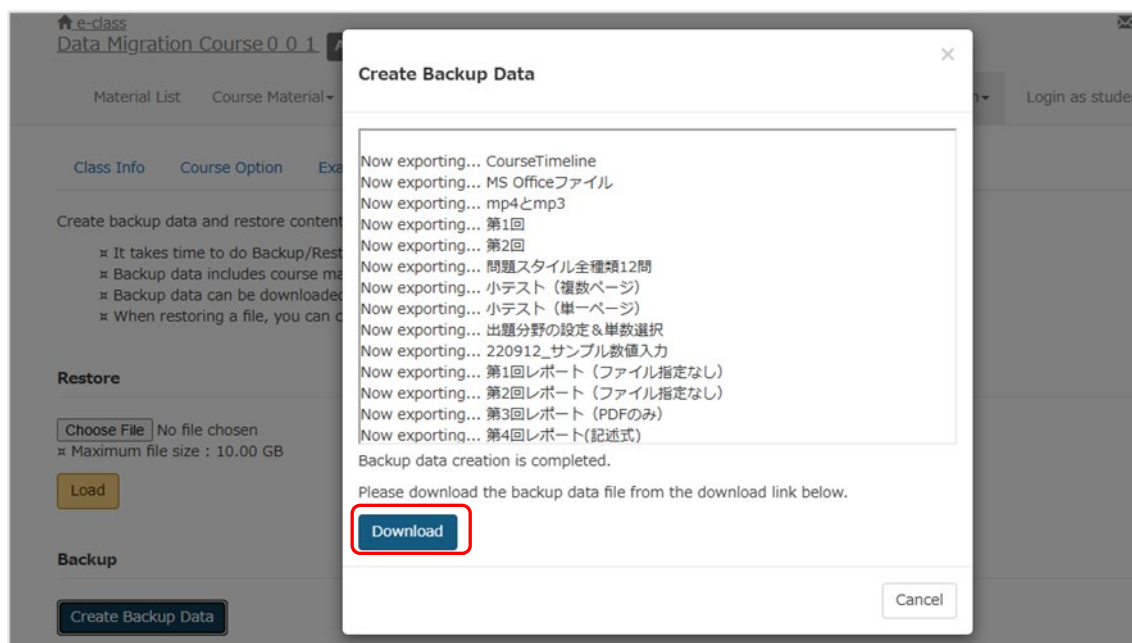 e-class
Data Migration Course 0 0 1
Material List Course Material Login as stude
Class Info Course Option Exa
Create backup data and restore content
¤ It takes time to do Backup/Rest
¤ Backup data includes course ma
¤ Backup data can be downloaded
¤ When restoring a file, you can c
Restore
Choose File No file chosen
¤ Maximum file size : 10.00 GB
Load
Backup
Create Backup Data
Create Backup Data
×
Now exporting... CourseTimeline
Now exporting... MS Officeファイル
Now exporting... mp4とmp3
Now exporting... 第1回
Now exporting... 第2回
Now exporting... 問題スタイル全種類12問
Now exporting... 小テスト（複数ページ）
Now exporting... 小テスト（単一ページ）
Now exporting... 出題分野の設定＆単数選択
Now exporting... 220912_サンプル数値入力
Now exporting... 第1回レポート（ファイル指定なし）
Now exporting... 第2回レポート（ファイル指定なし）
Now exporting... 第3回レポート（PDFのみ）
Now exporting... 第4回レポート(記述式)
Backup data creation is completed.
Please download the backup data file from the download link below.
Download
Cancel